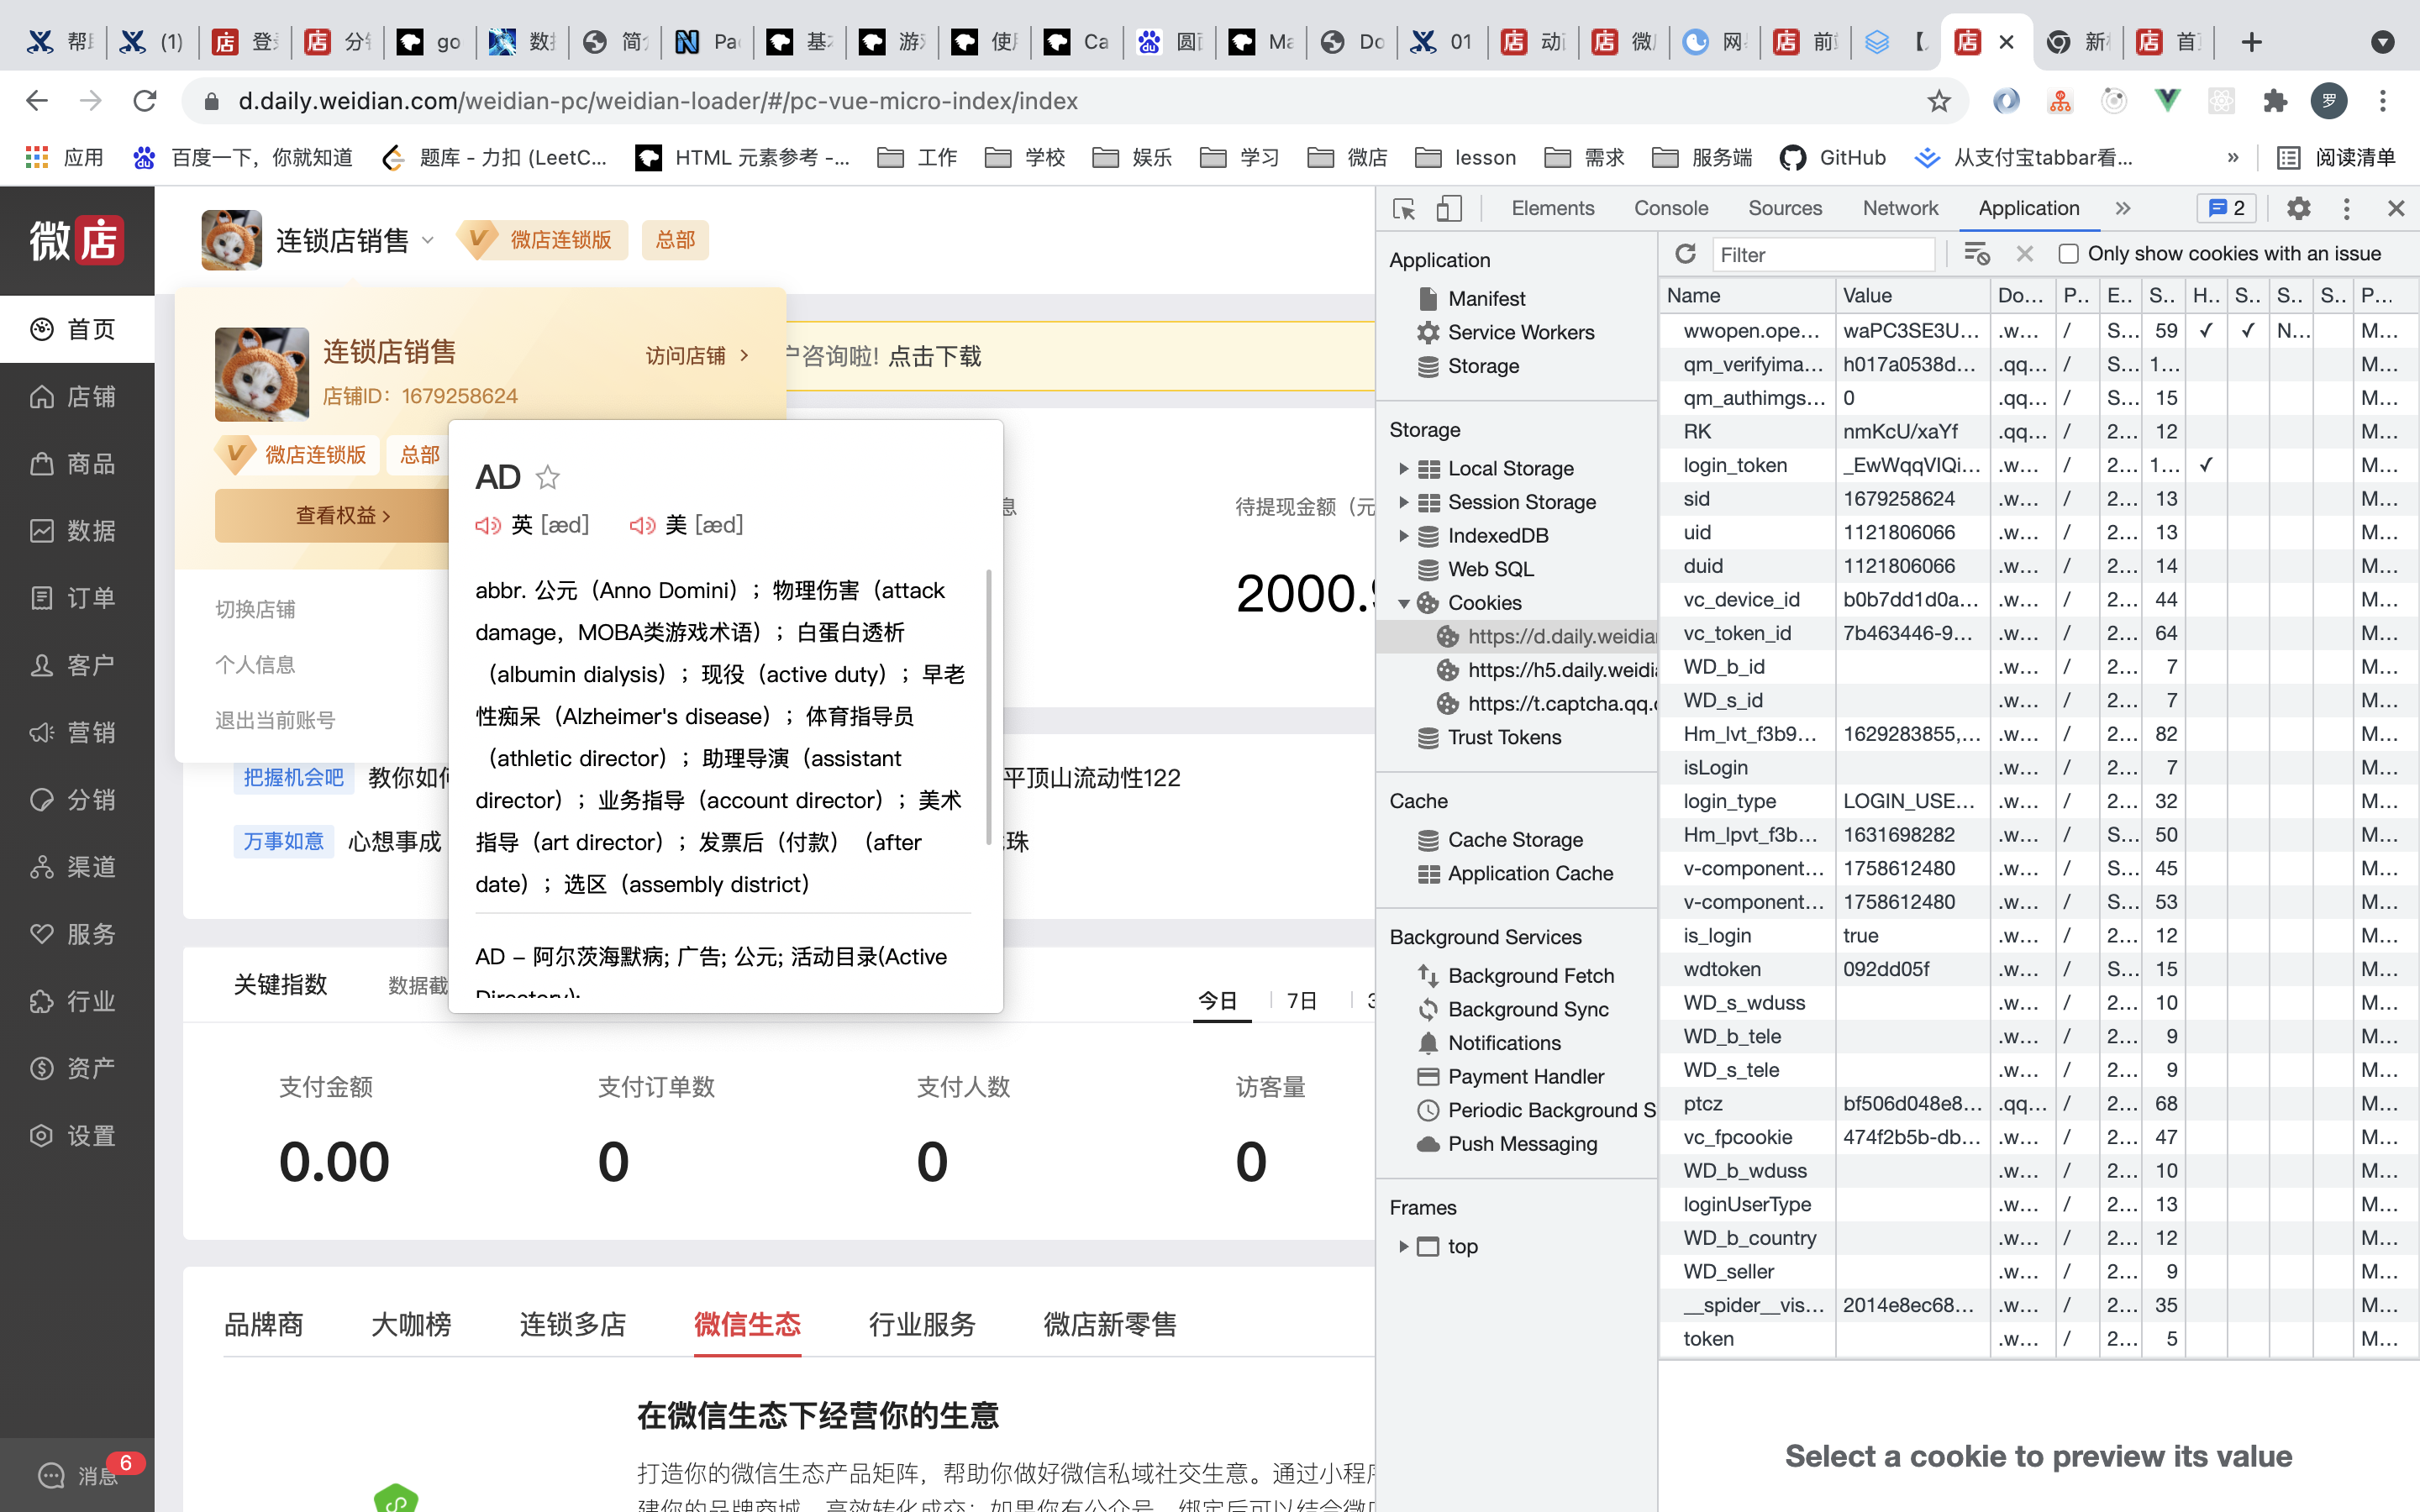 帮 (1) 登 分 go 数 简 Pa 基 游 使 Ca 圆 Ma Do 01 动 微 网 前 【 新 首
d.daily.weidian.com/weidian-pc/weidian-loader/#/pc-vue-micro-index/index
罗
应用 百度一下，你就知道 题库 - 力扣 (LeetC... HTML 元素参考 -... 工作 学校 娱乐 学习 微店 lesson 需求 服务端 GitHub 从支付宝tabbar看... » 阅读清单
微店
首页
店铺
商品
数据
订单
客户
营销
分销
渠道
服务
行业
资产
设置
消息 6
连锁店销售 微店连锁版 总部
连锁店销售
访问店铺 >
店铺ID：1679258624
微店连锁版 总部
查看权益 >
切换店铺
个人信息
退出当前账号
户咨询啦! 点击下载
息
待提现金额（元
2000.9
AD
英 [æd] 美 [æd]
abbr. 公元（Anno Domini）；物理伤害（attack
damage，MOBA类游戏术语）；白蛋白透析
（albumin dialysis）；现役（active duty）；早老
性痴呆（Alzheimer's disease）；体育指导员
（athletic director）；助理导演（assistant
director）；业务指导（account director）；美术
指导（art director）；发票后（付款）（after
date）；选区（assembly district）
AD – 阿尔茨海默病; 广告; 公元; 活动目录(Active
Directory);
把握机会吧 教你如何 平顶山流动性122
万事如意 心想事成 珠
关键指数 数据截
今日 7日 3
支付金额 支付订单数 支付人数 访客量
0.00 0 0 0
品牌商 大咖榜 连锁多店 微信生态 行业服务 微店新零售
在微信生态下经营你的生意
打造你的微信生态产品矩阵，帮助你做好微信私域社交生意。通过小程序
建你的品牌商城，高效转化成交；如果你有公众号，绑定后可以结合微店
Elements Console Sources Network Application » 2
Application
Manifest
Service Workers
Storage
Storage
Local Storage
Session Storage
IndexedDB
Web SQL
Cookies
https://d.daily.weidian
https://h5.daily.weidia
https://t.captcha.qq.c
Trust Tokens
Cache
Cache Storage
Application Cache
Background Services
Background Fetch
Background Sync
Notifications
Payment Handler
Periodic Background S
Push Messaging
Frames
top
Filter Only show cookies with an issue
Name Value Do... P.. E.. S.. H.. S.. S.. S.. P...
wwopen.ope... waPC3SE3U... .w... / S... 59 ✓ ✓ N... M...
qm_verifyima... h017a0538d... .qq... / S... 1... M...
qm_authimgs... 0 .qq... / S... 15 M...
RK nmKcU/xaYf .qq... / 2... 12 M...
login_token _EwWqqVlQi... .w... / 2... 1... ✓ M...
sid 1679258624 .w... / 2... 13 M...
uid 1121806066 .w... / 2... 13 M...
duid 1121806066 .w... / 2... 14 M...
vc_device_id b0b7dd1d0a... .w... / 2... 44 M...
vc_token_id 7b463446-9... .w... / 2... 64 M...
WD_b_id .w... / 2... 7 M...
WD_s_id .w... / 2... 7 M...
Hm_lvt_f3b9... 1629283855,... .w... / 2... 82 M...
isLogin .w... / 2... 7 M...
login_type LOGIN_USE... .w... / 2... 32 M...
Hm_lpvt_f3b... 1631698282 .w... / S... 50 M...
v-component... 1758612480 .w... / S... 45 M...
v-component... 1758612480 .w... / S... 53 M...
is_login true .w... / 2... 12 M...
wdtoken 092dd05f .w... / S... 15 M...
WD_s_wduss .w... / 2... 10 M...
WD_b_tele .w... / 2... 9 M...
WD_s_tele .w... / 2... 9 M...
ptcz bf506d048e8... .qq... / 2... 68 M...
vc_fpcookie 474f2b5b-db... .w... / 2... 47 M...
WD_b_wduss .w... / 2... 10 M...
loginUserType .w... / 2... 13 M...
WD_b_country .w... / 2... 12 M...
WD_seller .w... / 2... 9 M...
__spider__vis... 2014e8ec68... .w... / 2... 35 M...
token .w... / 2... 5 M...
Select a cookie to preview its value